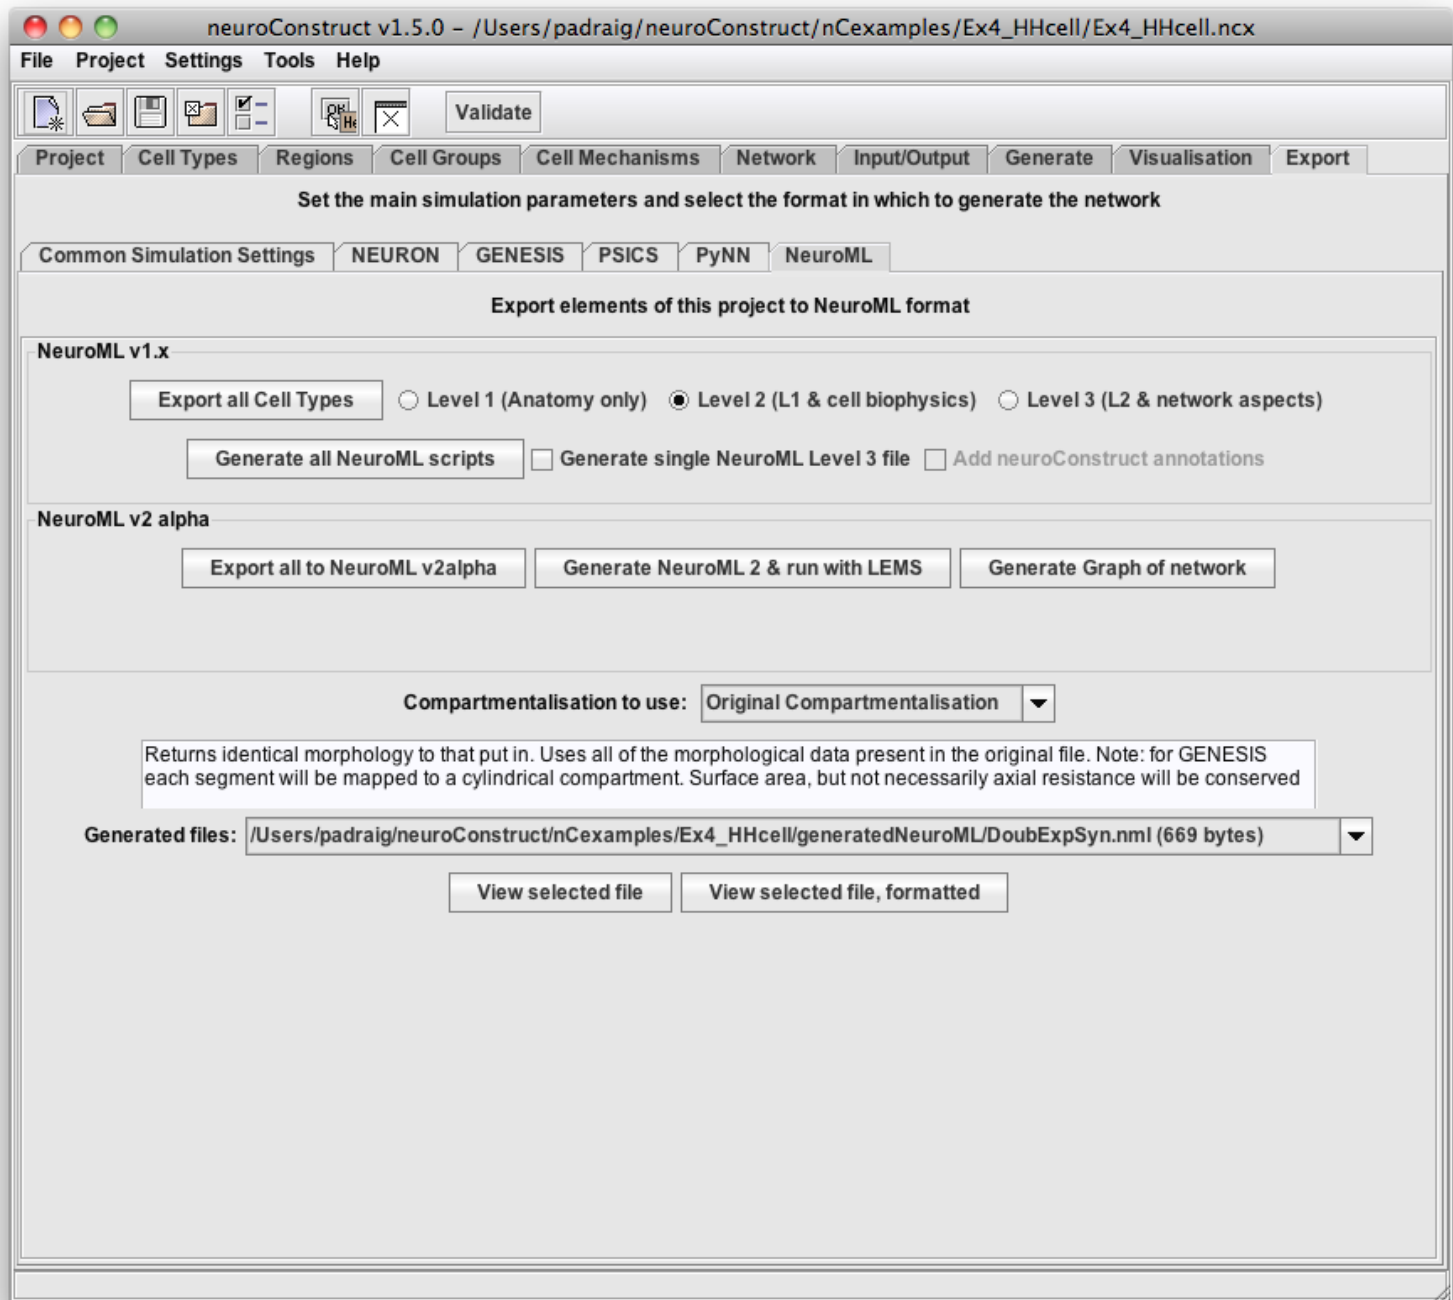 neuroConstruct v1.5.0 – /Users/padraig/neuroConstruct/nCexamples/Ex4_HHcell/Ex4_HHcell.ncx
File Project Settings Tools Help
Validate
Project Cell Types Regions Cell Groups Cell Mechanisms Network Input/Output Generate Visualisation Export
Set the main simulation parameters and select the format in which to generate the network
Common Simulation Settings NEURON GENESIS PSICS PyNN NeuroML
Export elements of this project to NeuroML format
NeuroML v1.x
Export all Cell Types Level 1 (Anatomy only) Level 2 (L1 & cell biophysics) Level 3 (L2 & network aspects)
Generate all NeuroML scripts Generate single NeuroML Level 3 file Add neuroConstruct annotations
NeuroML v2 alpha
Export all to NeuroML v2alpha Generate NeuroML 2 & run with LEMS Generate Graph of network
Compartmentalisation to use: Original Compartmentalisation
Returns identical morphology to that put in. Uses all of the morphological data present in the original file. Note: for GENESIS
each segment will be mapped to a cylindrical compartment. Surface area, but not necessarily axial resistance will be conserved
Generated files: /Users/padraig/neuroConstruct/nCexamples/Ex4_HHcell/generatedNeuroML/DoubExpSyn.nml (669 bytes)
View selected file View selected file, formatted